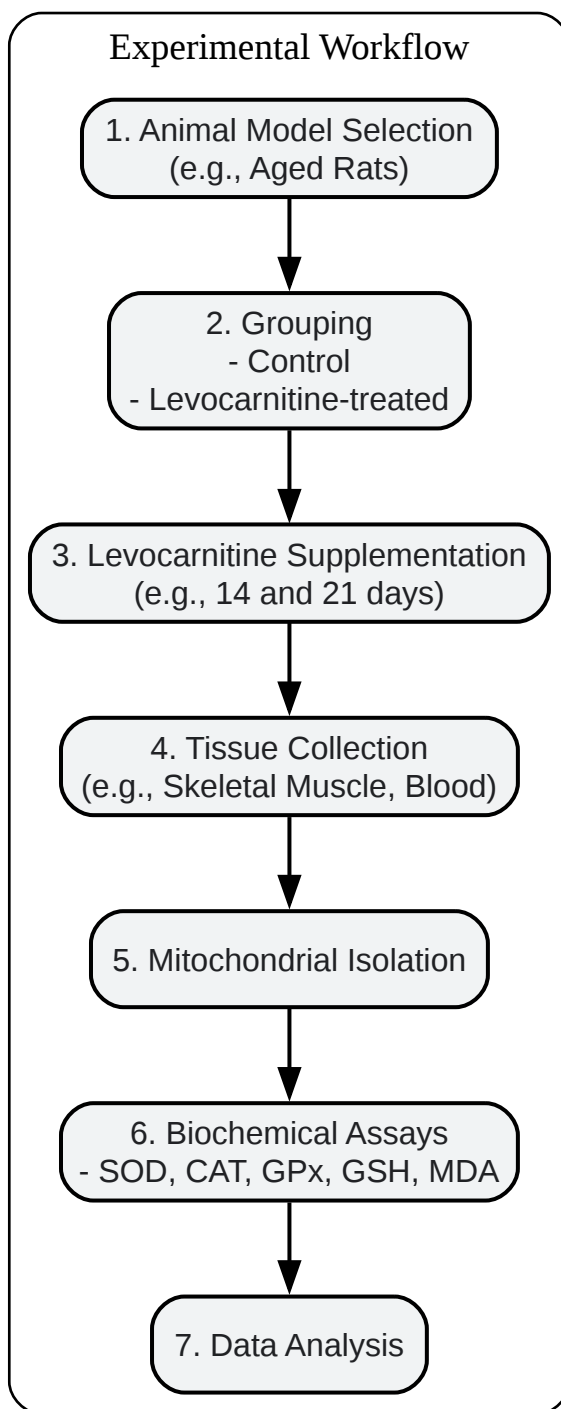 Experimental Workflow
1. Animal Model Selection
(e.g., Aged Rats)
2. Grouping
- Control
- Levocarnitine-treated
3. Levocarnitine Supplementation
(e.g., 14 and 21 days)
4. Tissue Collection
(e.g., Skeletal Muscle, Blood)
5. Mitochondrial Isolation
6. Biochemical Assays
- SOD, CAT, GPx, GSH, MDA
7. Data Analysis